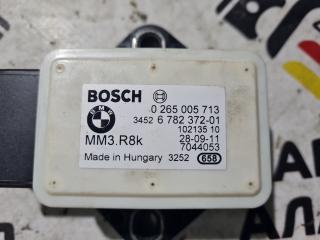 BOSCH 0 265 005 713
BMW 3452 6 782 372-01
102135 10
MM3.R8k 28-09-11
7044053
Made in Hungary 3252 658